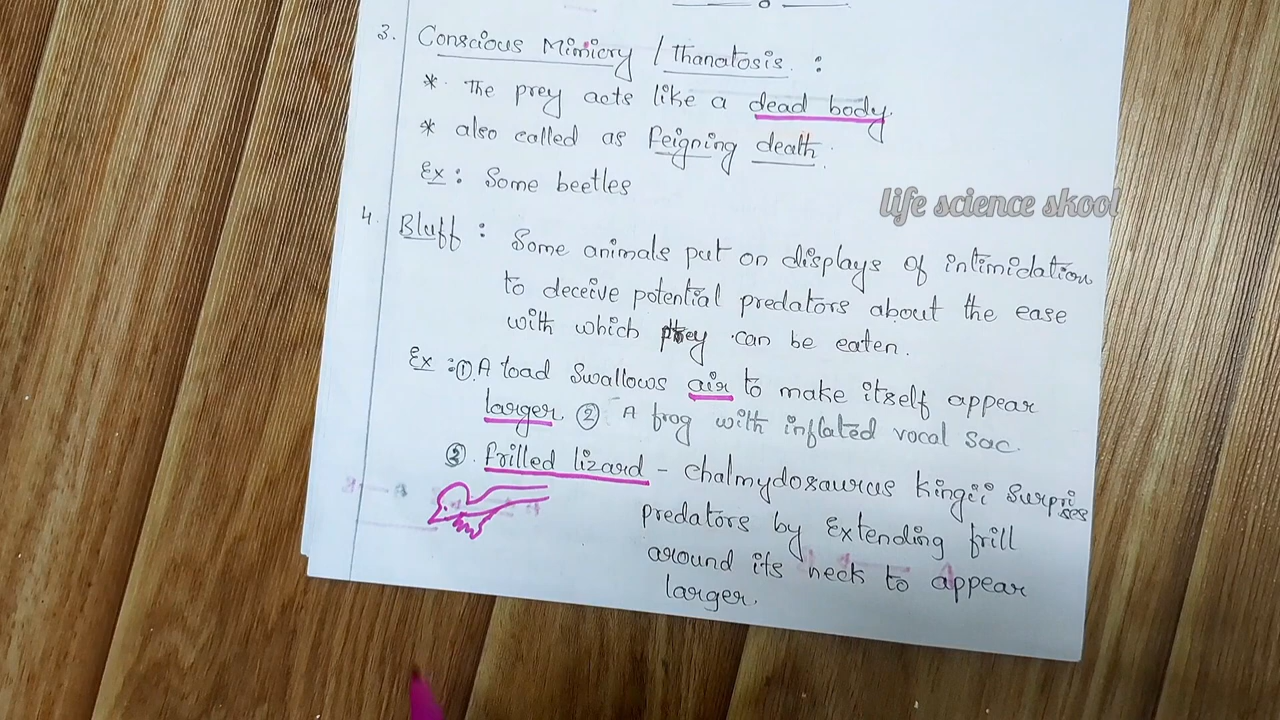 3. Conscious Mimicry / Thanatosis :
* The prey acts like a dead body.
* also called as Feigning death.
Ex : Some beetles
life science skool
4. Bluff : Some animals put on displays of intimidation
to deceive potential predators about the ease
with which prey can be eaten.
Ex : ① A toad swallows air to make itself appear
larger ② A frog with inflated vocal sac.
③. frilled lizard - chalmydosaurus kingii surprises
predators by extending frill
around its neck to appear
larger.